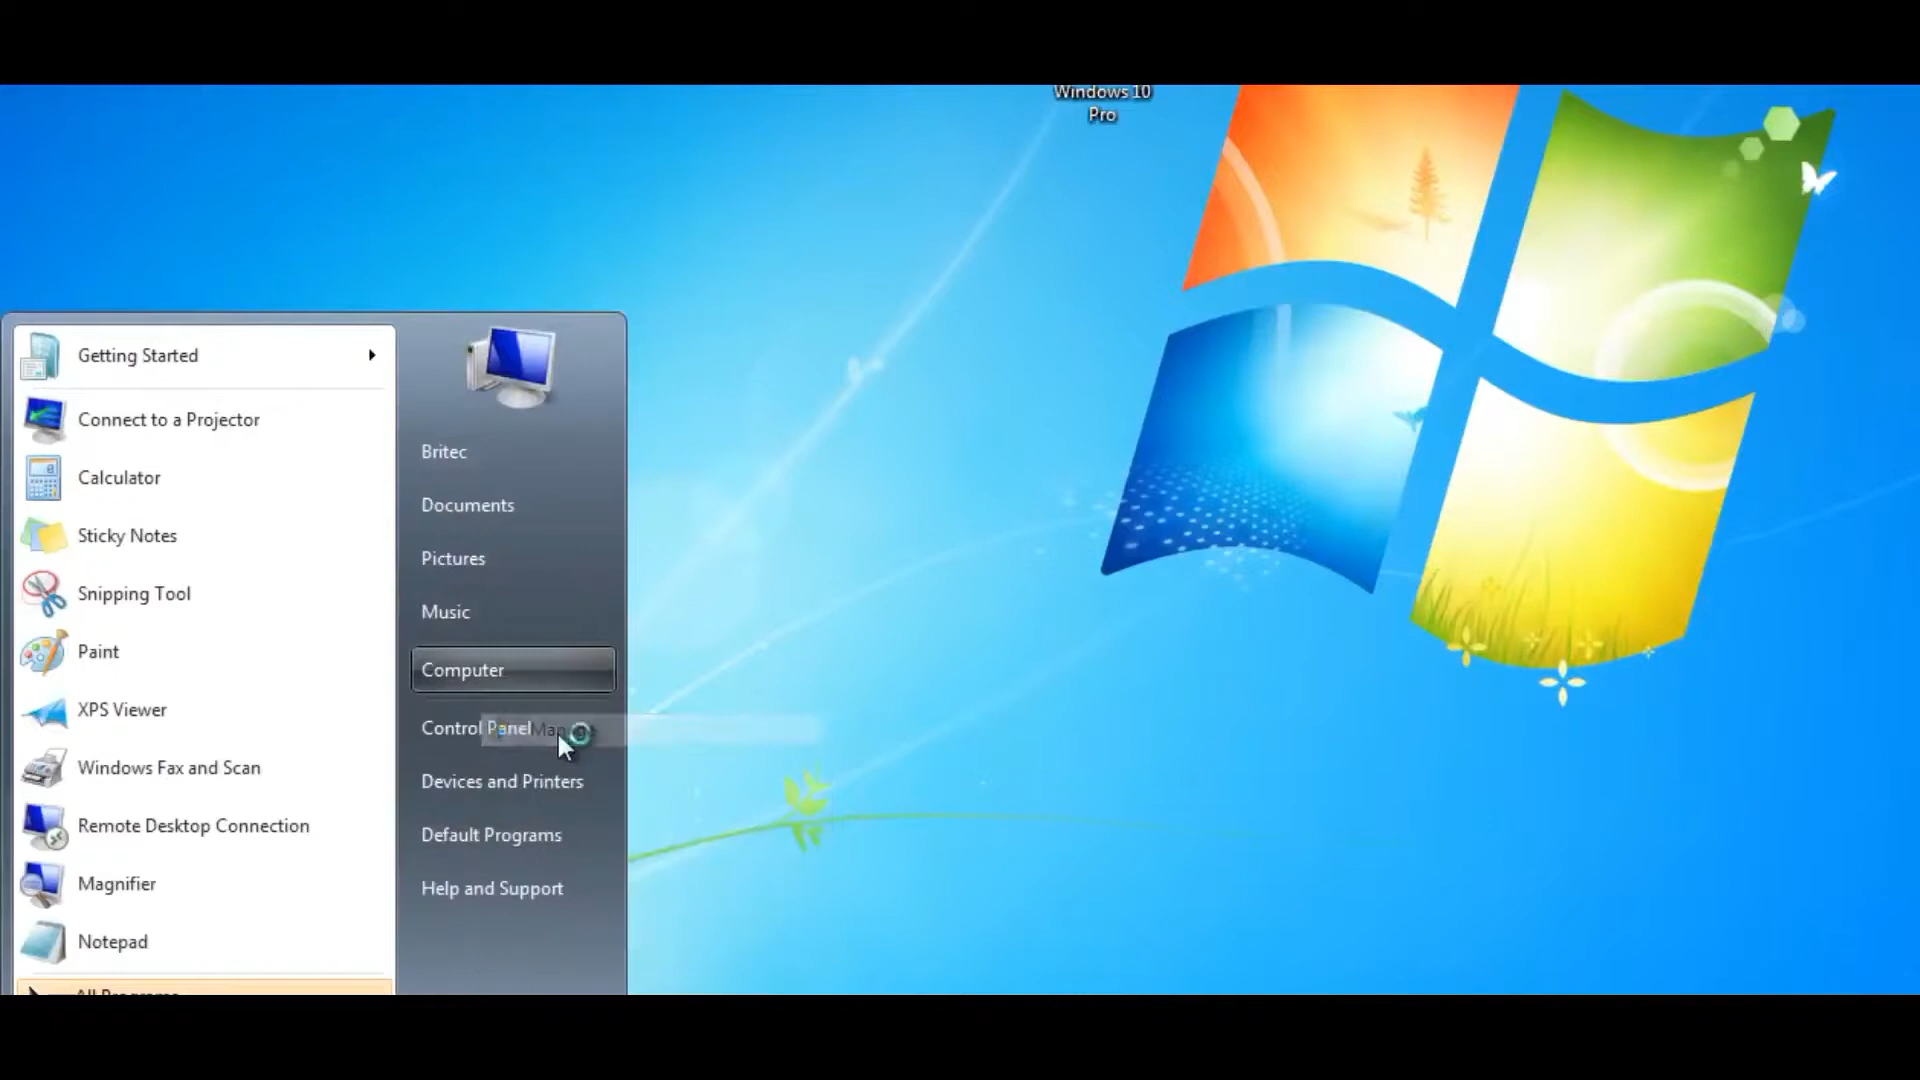 Windows 10
Pro
Getting Started
Connect to a Projector
Calculator
Sticky Notes
Snipping Tool
Paint
XPS Viewer
Windows Fax and Scan
Remote Desktop Connection
Magnifier
Notepad
All Programs
Britec
Documents
Pictures
Music
Computer
Control Panel
Devices and Printers
Default Programs
Help and Support